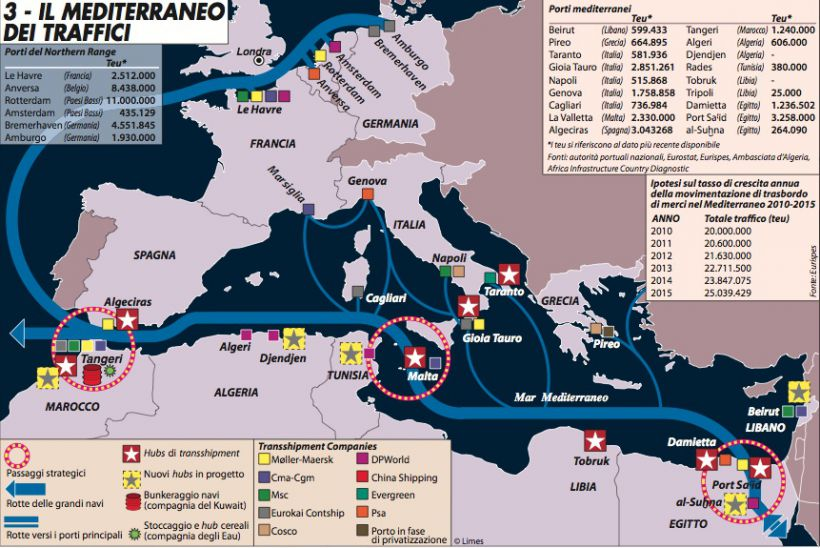 3 - IL MEDITERRANEO
DEI TRAFFICI
Porti del Northern Range
Teu*
Le Havre (Francia) 2.512.000
Anversa (Belgio) 8.438.000
Rotterdam (Paesi Bassi) 11.000.000
Amsterdam (Paesi Bassi) 435.129
Bremerhaven (Germania) 4.551.845
Amburgo (Germania) 1.930.000
Porti mediterranei
Teu* Teu*
Beirut (Libano) 599.433 Tangeri (Marocco) 1.240.000
Pireo (Grecia) 664.895 Algeri (Algeria) 606.000
Taranto (Italia) 581.936 Djendjen (Algeria) -
Gioia Tauro (Italia) 2.851.261 Rades (Tunisia) 380.000
Napoli (Italia) 515.868 Tobruk (Libia) -
Genova (Italia) 1.758.858 Tripoli (Libia) 25.000
Cagliari (Italia) 736.984 Damietta (Egitto) 1.236.502
La Valletta (Malta) 2.330.000 Port Sa'id (Egitto) 3.258.000
Algeciras (Spagna) 3.043268 al-Suḫna (Egitto) 264.090
*I teu si riferiscono al dato più recente disponibile
Fonti: autorità portuali nazionali, Eurostat, Eurispes, Ambasciata d'Algeria,
Africa Infrastructure Country Diagnostic
Ipotesi sul tasso di crescita annua
della movimentazione di trasbordo
di merci nel Mediterraneo 2010-2015
ANNO Totale traffico (teu)
2010 20.000.000
2011 20.600.000
2012 21.630.000
2013 22.711.500
2014 23.847.075
2015 25.039.429
Fonte: Eurispes
Londra
Amburgo
Bremerhaven
Amsterdam
Rotterdam
Anversa
Le Havre
GERMANIA
FRANCIA
Marsiglia
Genova
ITALIA
SPAGNA
Napoli
Taranto
GRECIA
Algeciras
Cagliari
Gioia Tauro
Pireo
Tangeri
Algeri
Djendjen
TUNISIA
Malta
Mar Mediterraneo
MAROCCO
ALGERIA
Beirut
LIBANO
Tobruk
LIBIA
Damietta
Port Sa'id
al-Suḫna
EGITTO
Passaggi strategici
Rotte delle grandi navi
Rotte versi i porti principali
Hubs di transshipment
Nuovi hubs in progetto
Bunkeraggio navi
(compagnia del Kuwait)
Stoccaggio e hub cereali
(compagnia degli Eau)
Transshipment Companies
Møller-Maersk
Cma-Cgm
Msc
Eurokai Contship
Cosco
DPWorld
China Shipping
Evergreen
Psa
Porto in fase
di privatizzazione
© Limes